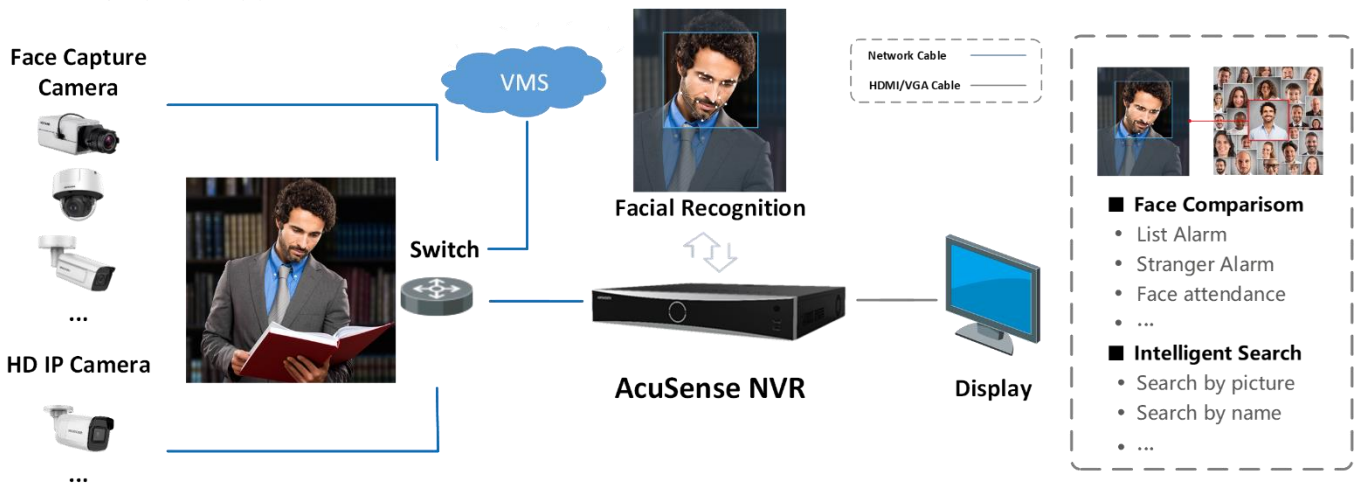 Face Capture
Camera
...
HD IP Camera
...
VMS
Switch
Facial Recognition
AcuSense NVR
Display
Network Cable
HDMI/VGA Cable
■ Face Comparisom
• List Alarm
• Stranger Alarm
• Face attendance
• ...
■ Intelligent Search
• Search by picture
• Search by name
• ...